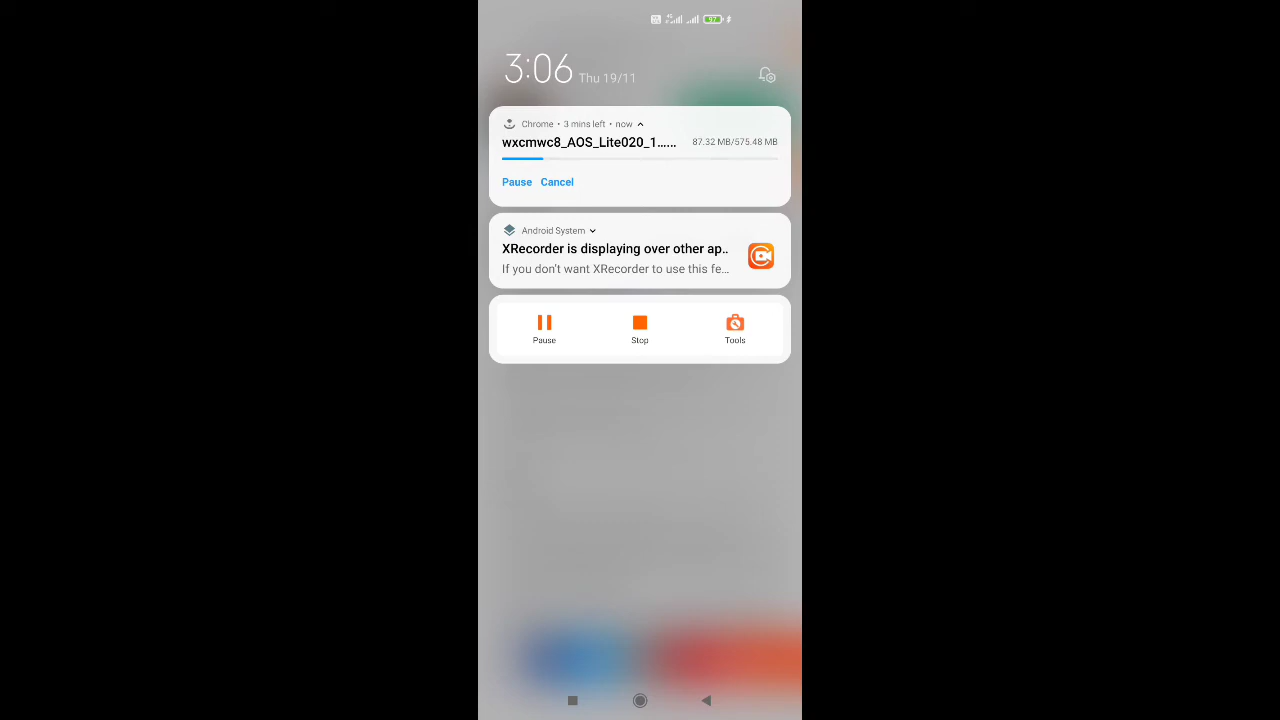 97
3:06 Thu 19/11
Chrome • 3 mins left • now
wxcmwc8_AOS_Lite020_1...... 87.32 MB/575.48 MB
Pause Cancel
Android System
XRecorder is displaying over other ap..
If you don't want XRecorder to use this fe...
Pause Stop Tools